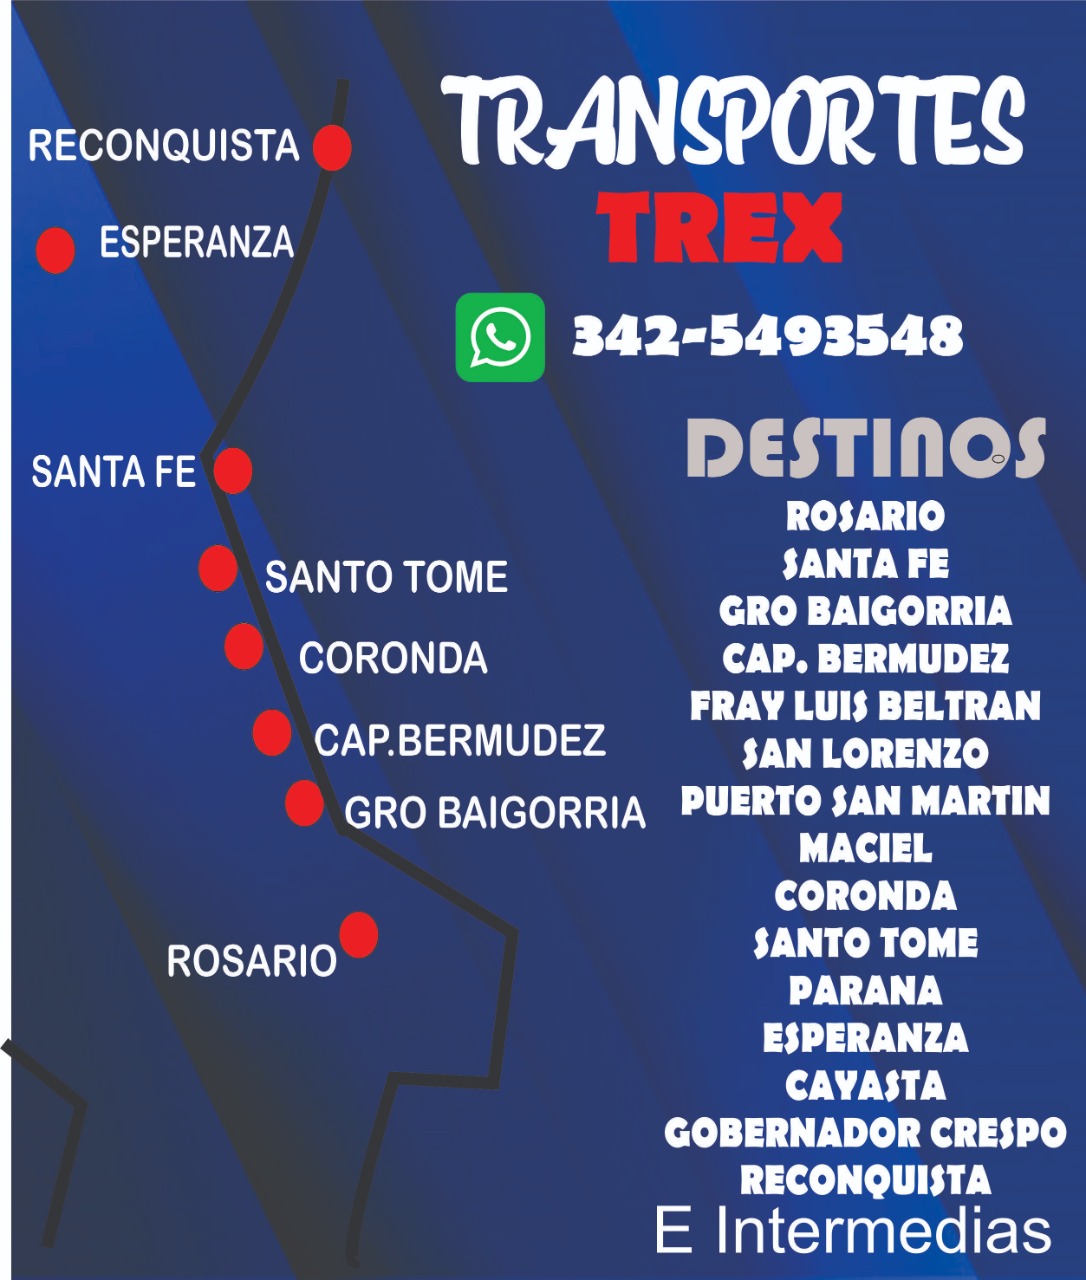 TRANSPORTES
TREX
342-5493548
RECONQUISTA
ESPERANZA
SANTA FE
SANTO TOME
CORONDA
CAP.BERMUDEZ
GRO BAIGORRIA
ROSARIO
DESTINOS
ROSARIO
SANTA FE
GRO BAIGORRIA
CAP. BERMUDEZ
FRAY LUIS BELTRAN
SAN LORENZO
PUERTO SAN MARTIN
MACIEL
CORONDA
SANTO TOME
PARANA
ESPERANZA
CAYASTA
GOBERNADOR CRESPO
RECONQUISTA
E Intermedias